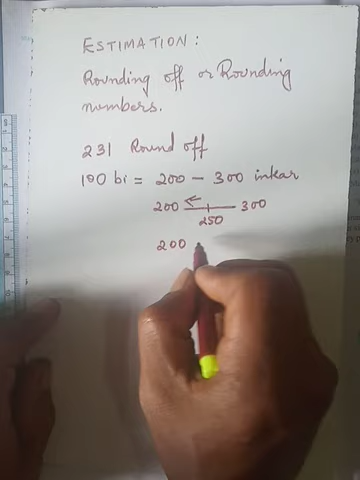 ESTIMATION:
Rounding off or Rounding
numbers.
231 Round off
100 bi = 200 - 300 inkar
200 ← 300
250
200